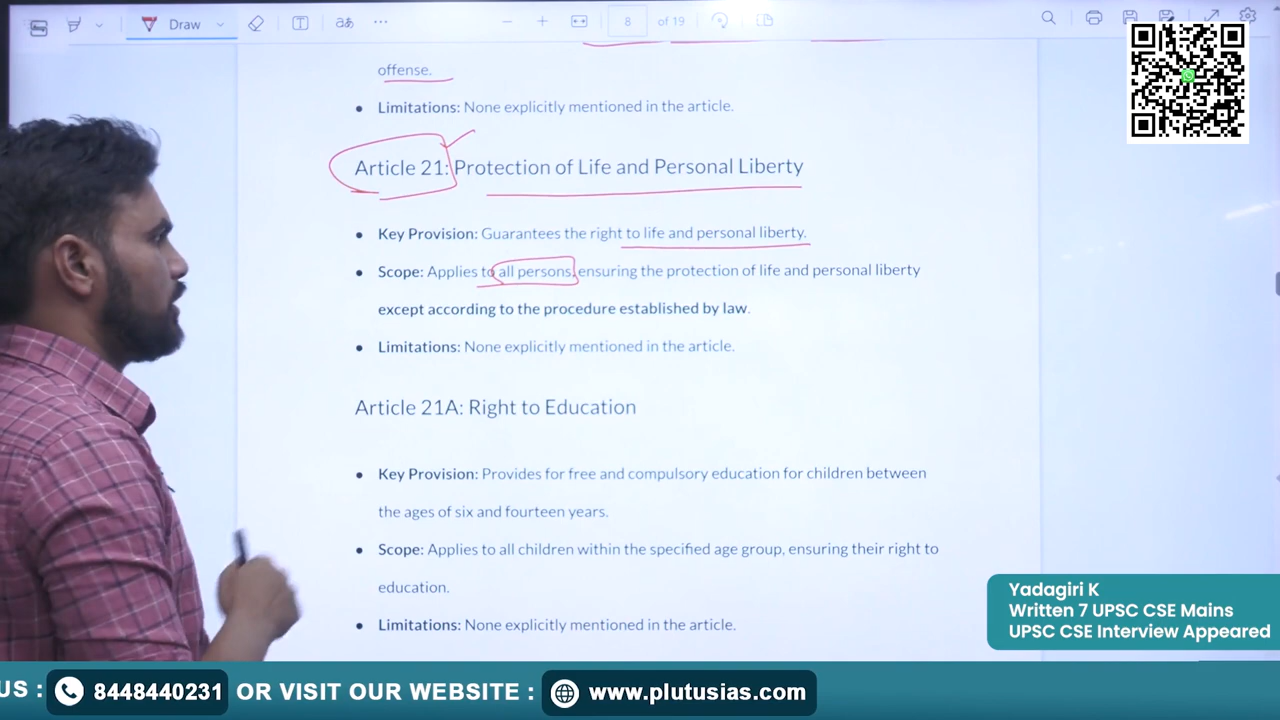 Draw
aあ
8 of 19
offense.
• Limitations: None explicitly mentioned in the article.
Article 21: Protection of Life and Personal Liberty
• Key Provision: Guarantees the right to life and personal liberty.
• Scope: Applies to all persons, ensuring the protection of life and personal liberty
except according to the procedure established by law.
• Limitations: None explicitly mentioned in the article.
Article 21A: Right to Education
• Key Provision: Provides for free and compulsory education for children between
the ages of six and fourteen years.
• Scope: Applies to all children within the specified age group, ensuring their right to
education.
• Limitations: None explicitly mentioned in the article.
Yadagiri K
Written 7 UPSC CSE Mains
UPSC CSE Interview Appeared
US : 8448440231 OR VISIT OUR WEBSITE : www.plutusias.com